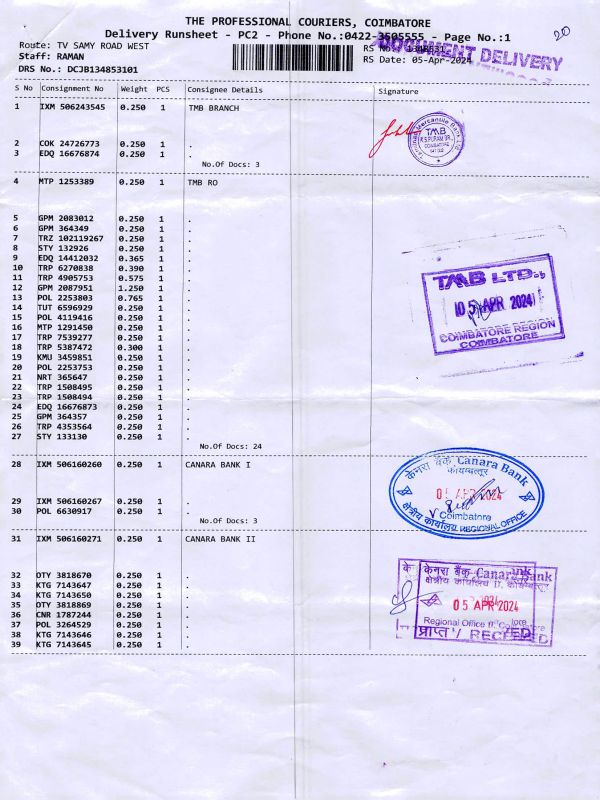 THE PROFESSIONAL COURIERS, COIMBATORE
Delivery Runsheet - PC2 - Phone No.:0422-3505555 - Page No.:1
20
Route: TV SAMY ROAD WEST
RS No.: 1348531
DOCUMENT DELIVERY
Staff: RAMAN
RS Date: 05-Apr-2024
DRS No.: DCJB134853101
S No Consignment No Weight PCS Consignee Details Signature
1 IXM 506243545 0.250 1 TMB BRANCH
2 COK 24726773 0.250 1 .
3 EDQ 16676874 0.250 1 .
No.Of Docs: 3
Tamilnad Mercantile Bank Ltd
TMB
COIMBATORE
4 MTP 1253389 0.250 1 TMB RO
5 GPM 2083012 0.250 1 .
6 GPM 364349 0.250 1 .
7 TRZ 102119267 0.250 1 .
8 STY 132926 0.250 1 .
9 EDQ 14412032 0.365 1 .
10 TRP 6270838 0.390 1 .
11 TRP 4905753 0.575 1 .
12 GPM 2087951 1.250 1 .
13 POL 2253803 0.765 1 .
14 TUT 6596929 0.250 1 .
15 POL 4119416 0.250 1 .
16 MTP 1291450 0.250 1 .
17 TRP 7539277 0.250 1 .
18 TRP 5387472 0.300 1 .
19 KMU 3459851 0.250 1 .
20 POL 2253753 0.250 1 .
21 NRT 365647 0.250 1 .
22 TRP 1508495 0.250 1 .
23 TRP 1508494 0.250 1 .
24 EDQ 16676873 0.250 1 .
25 GPM 364357 0.250 1 .
26 TRP 4353564 0.250 1 .
27 STY 133130 0.250 1 .
No.Of Docs: 24
TMB LTD.,
05 APR 2024
COIMBATORE REGION
COIMBATORE
28 IXM 506160260 0.250 1 CANARA BANK I
29 IXM 506160267 0.250 1 .
30 POL 6630917 0.250 1 .
No.Of Docs: 3
केनरा बैंक Canara Bank
कोयम्बत्तूर
05 APR 2024
Coimbatore
क्षेत्रीय कार्यालय REGIONAL OFFICE
31 IXM 506160271 0.250 1 CANARA BANK II
32 OTY 3818670 0.250 1 .
33 KTG 7143647 0.250 1 .
34 KTG 7143650 0.250 1 .
35 OTY 3818869 0.250 1 .
36 CNR 1787244 0.250 1 .
37 POL 3264529 0.250 1 .
38 KTG 7143646 0.250 1 .
39 KTG 7143645 0.250 1 .
केनरा बैंक Canara Bank
क्षेत्रीय कार्यालय
05 APR 2024
Regional Office II
प्राप्त / RECEIVED